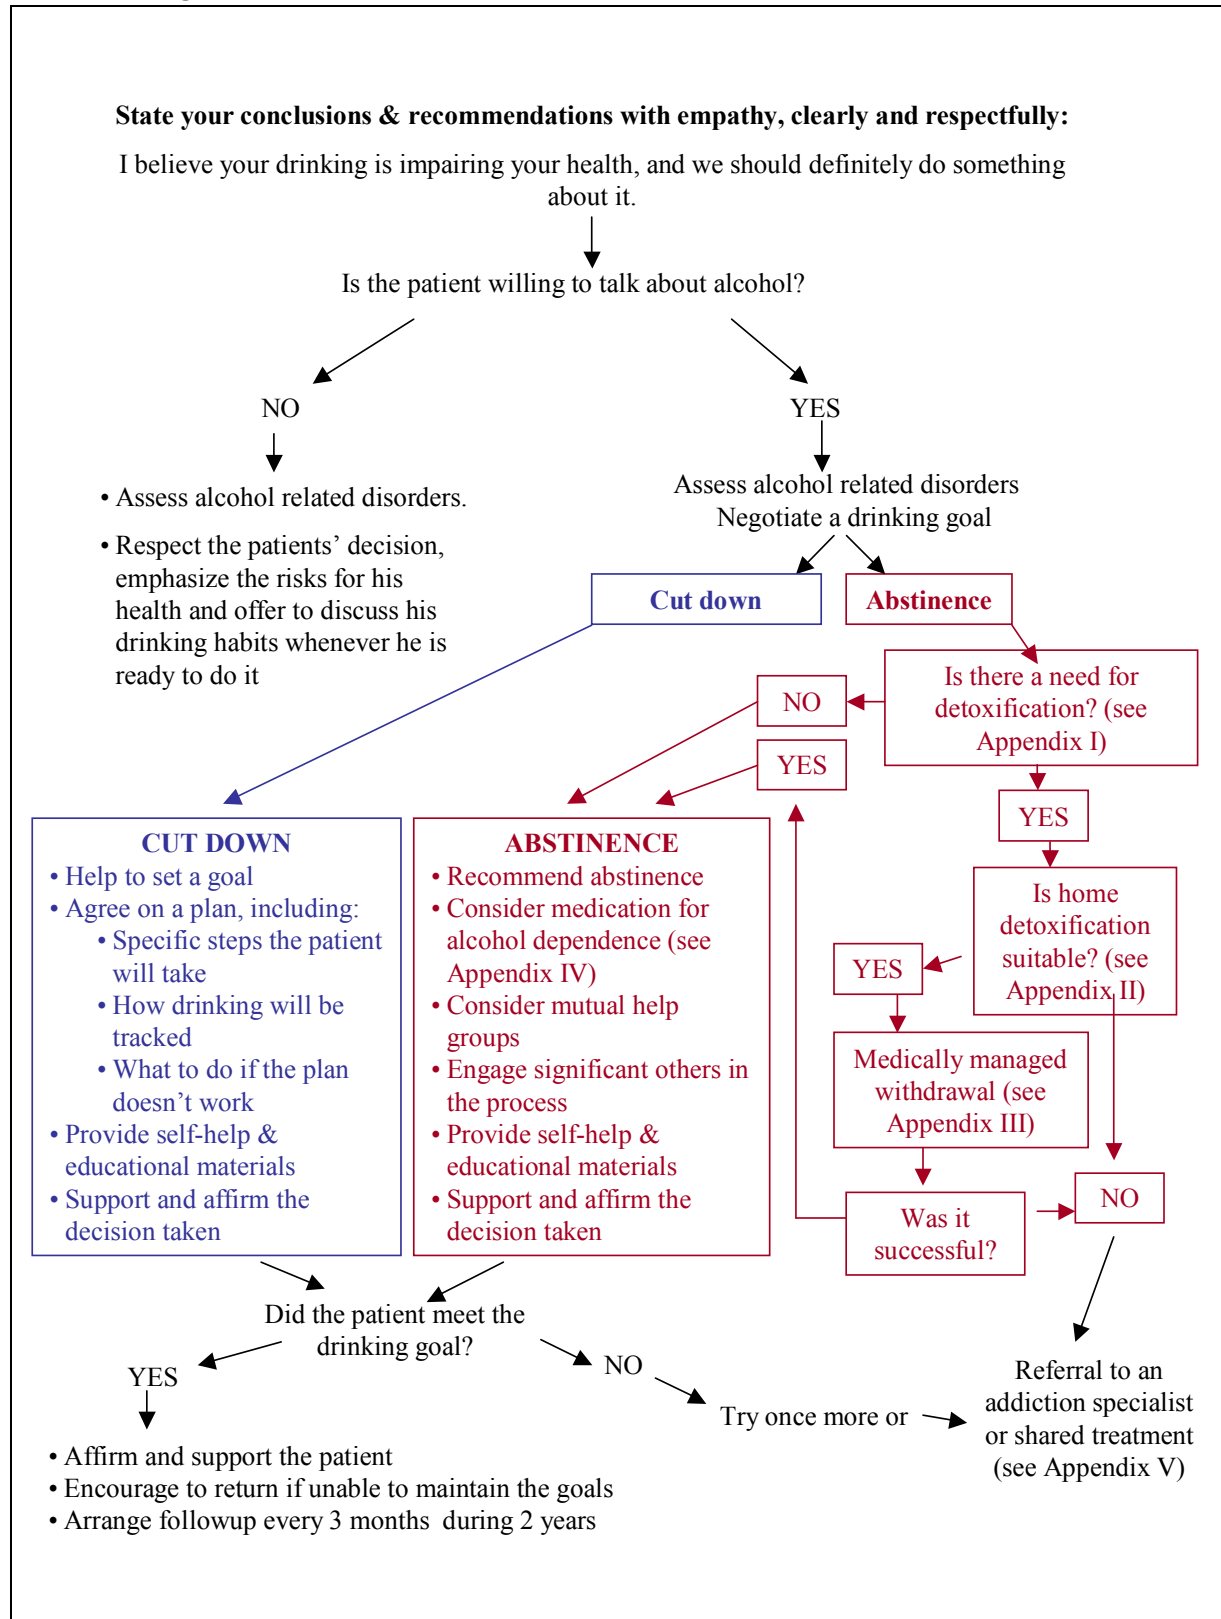 State your conclusions & recommendations with empathy, clearly and respectfully:
I believe your drinking is impairing your health, and we should definitely do something
about it.
Is the patient willing to talk about alcohol?
NO
YES
• Assess alcohol related disorders.
• Respect the patients’ decision,
emphasize the risks for his
health and offer to discuss his
drinking habits whenever he is
ready to do it
Assess alcohol related disorders
Negotiate a drinking goal
Cut down
Abstinence
Is there a need for
detoxification? (see
Appendix I)
NO
YES
YES
Is home
detoxification
suitable? (see
Appendix II)
YES
Medically managed
withdrawal (see
Appendix III)
Was it
successful?
NO
CUT DOWN
• Help to set a goal
• Agree on a plan, including:
• Specific steps the patient
will take
• How drinking will be
tracked
• What to do if the plan
doesn’t work
• Provide self-help &
educational materials
• Support and affirm the
decision taken
ABSTINENCE
• Recommend abstinence
• Consider medication for
alcohol dependence (see
Appendix IV)
• Consider mutual help
groups
• Engage significant others in
the process
• Provide self-help &
educational materials
• Support and affirm the
decision taken
Did the patient meet the
drinking goal?
YES
NO
Try once more or
Referral to an
addiction specialist
or shared treatment
(see Appendix V)
• Affirm and support the patient
• Encourage to return if unable to maintain the goals
• Arrange followup every 3 months during 2 years